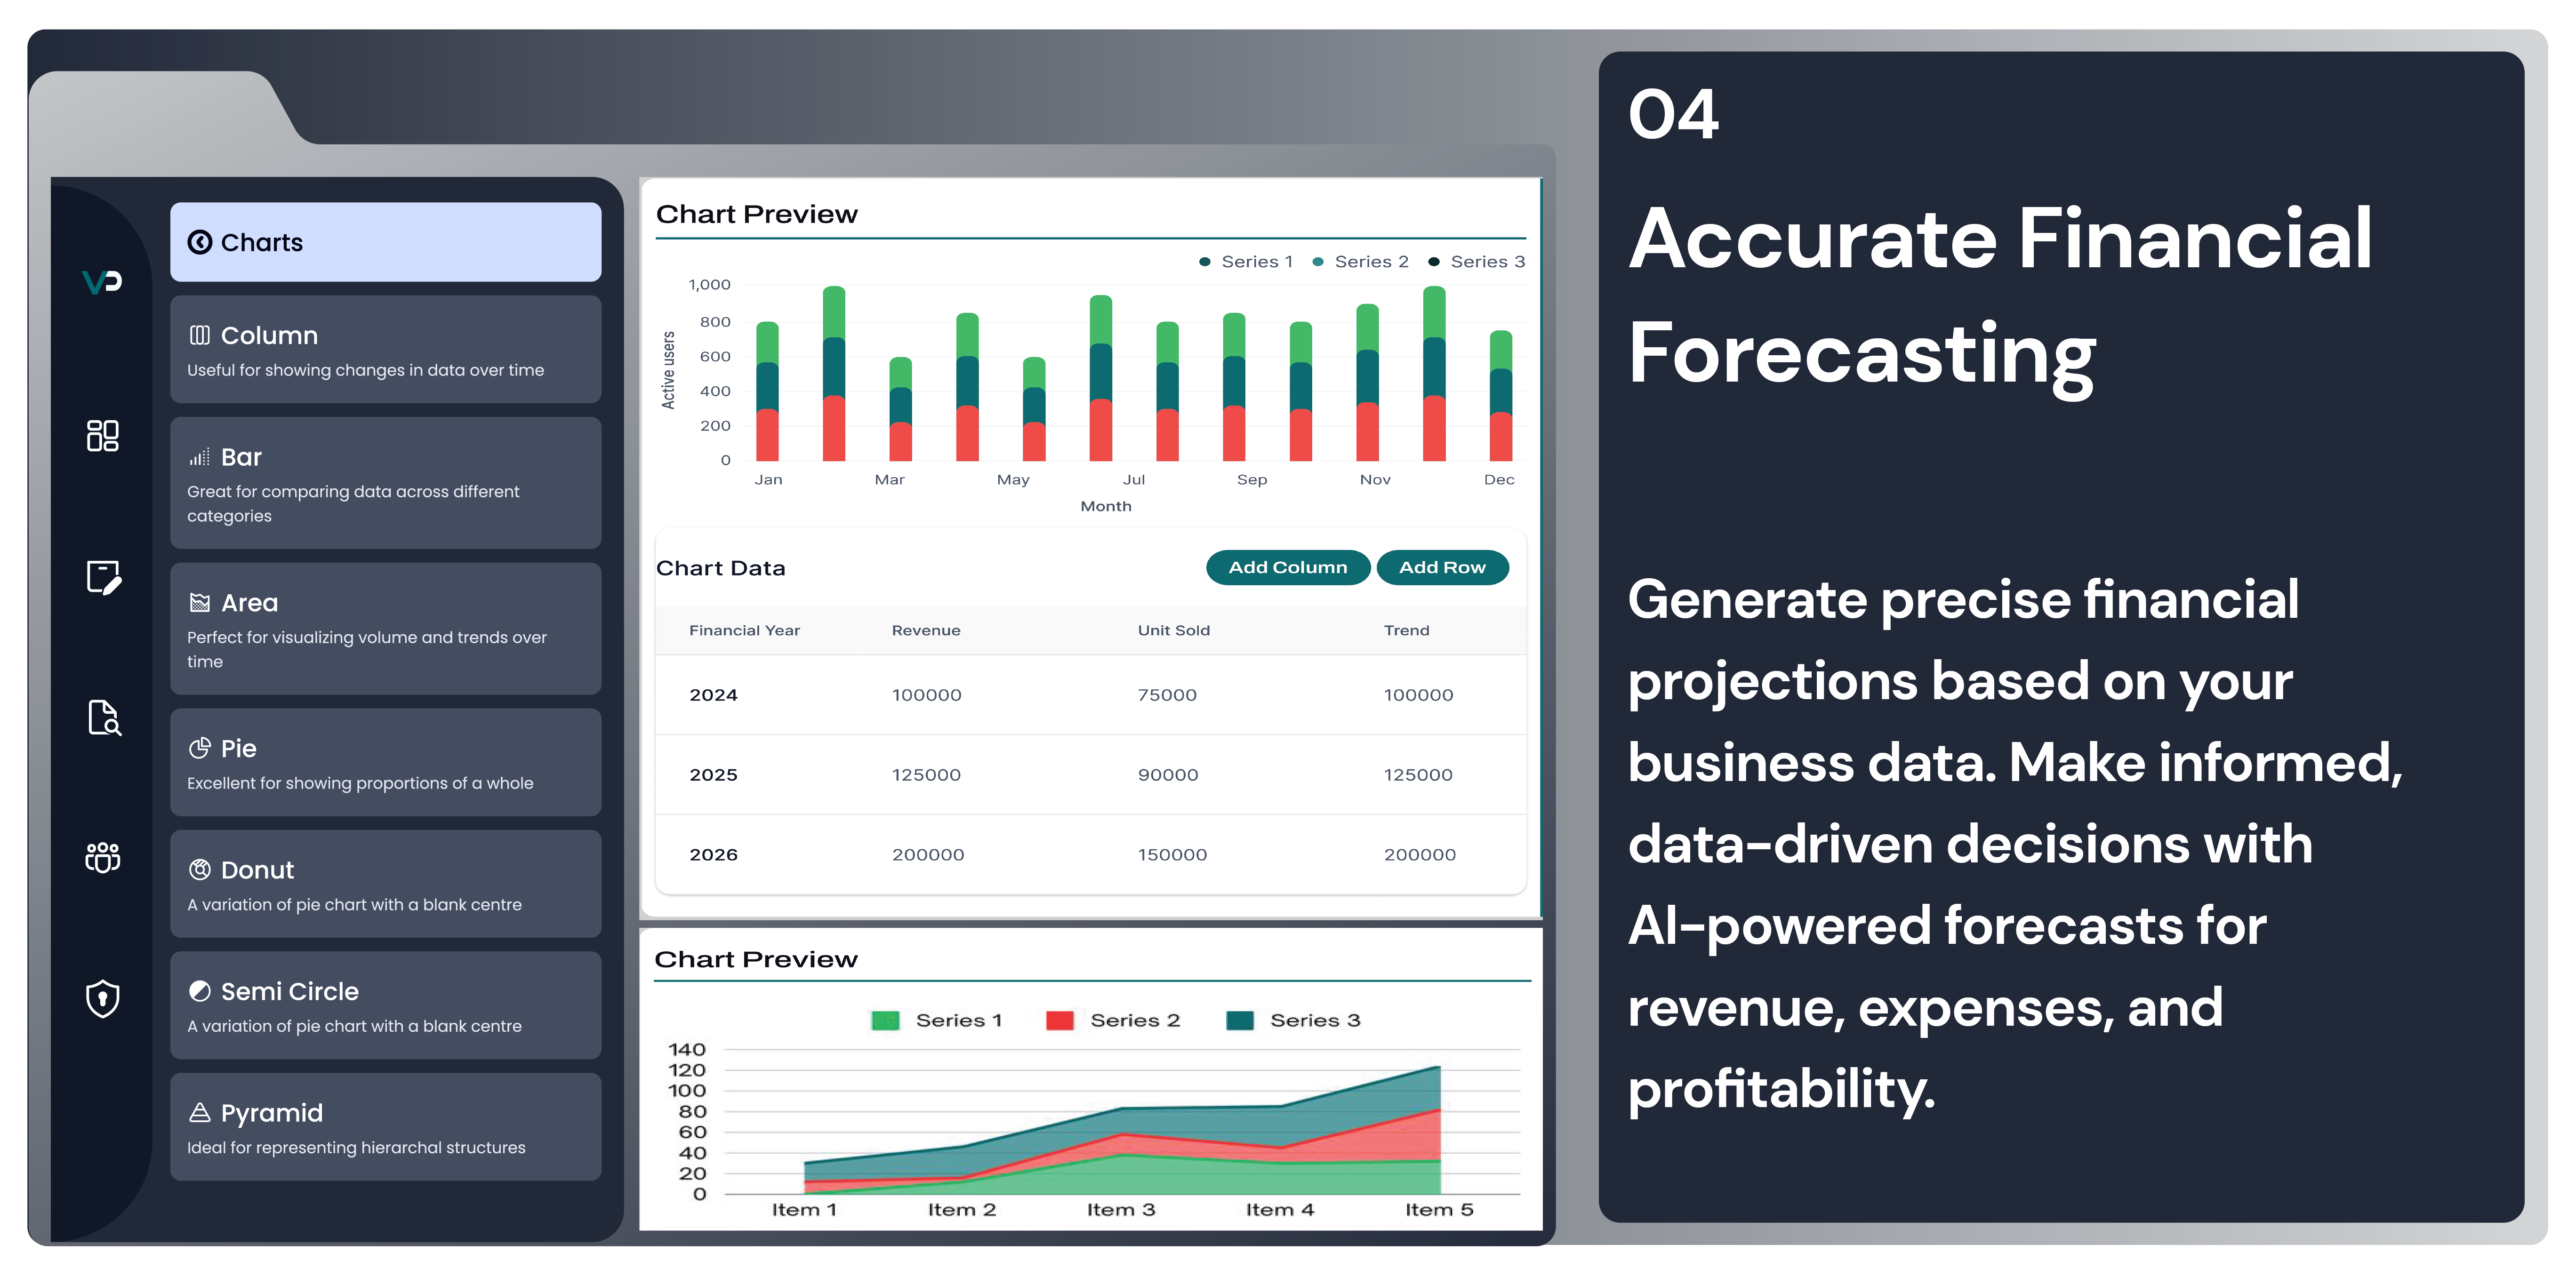 VP
Charts
Column
Useful for showing changes in data over time
Bar
Great for comparing data across different
categories
Area
Perfect for visualizing volume and trends over
time
Pie
Excellent for showing proportions of a whole
Donut
A variation of pie chart with a blank centre
Semi Circle
A variation of pie chart with a blank centre
Pyramid
Ideal for representing hierarchal structures
Chart Preview
Series 1 Series 2 Series 3
Active users
1,000
800
600
400
200
0
Jan Mar May Jul Sep Nov Dec
Month
Chart Data Add Column Add Row
Financial Year Revenue Unit Sold Trend
2024 100000 75000 100000
2025 125000 90000 125000
2026 200000 150000 200000
Chart Preview
Series 1 Series 2 Series 3
140
120
100
80
60
40
20
0
Item 1 Item 2 Item 3 Item 4 Item 5
04
Accurate Financial
Forecasting
Generate precise financial
projections based on your
business data. Make informed,
data-driven decisions with
AI-powered forecasts for
revenue, expenses, and
profitability.